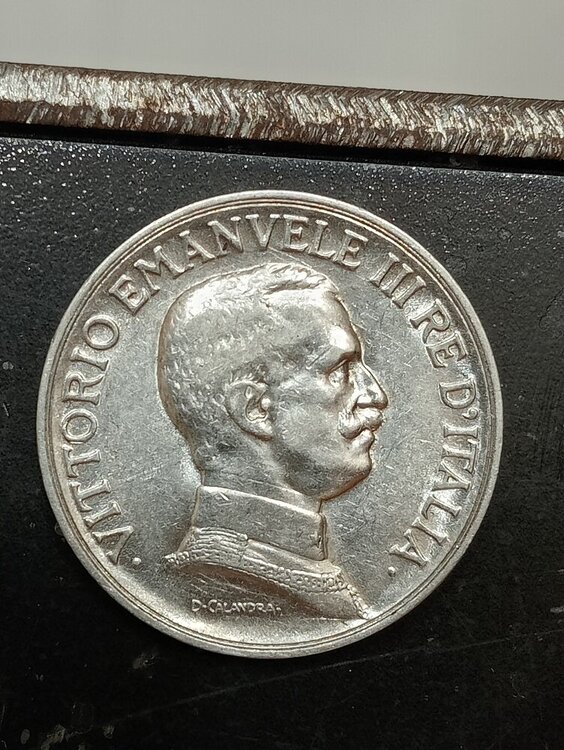 · VITTORIO EMANVELE III RE D'ITALIA ·
D·CALANDRA·